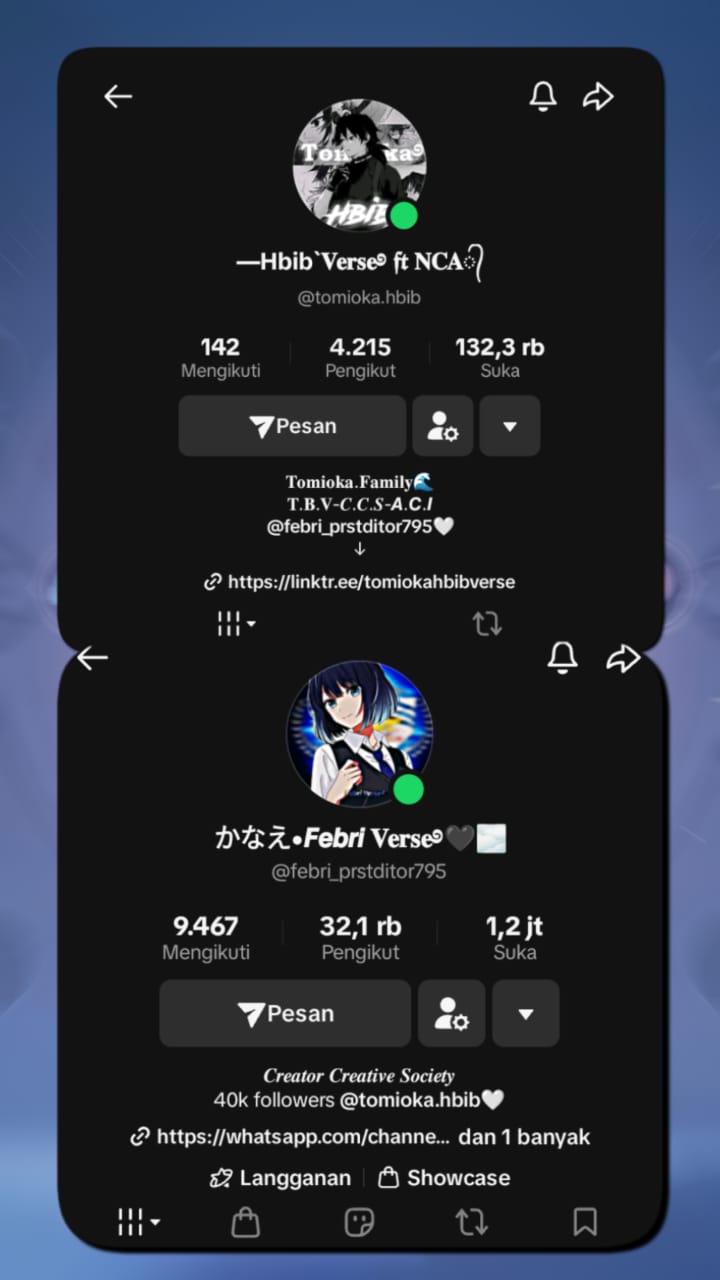 Tomioka
HBIB
—Hbib`Verseও ft NCAঁ᭄
@tomioka.hbib
142 4.215 132,3 rb
Mengikuti Pengikut Suka
Pesan
Tomioka.Family🌊
T.B.V-C.C.S-A.C.I
@febri_prstditor795🤍
↓
https://linktr.ee/tomiokahbibverse
かなえ•Febri Verseও🖤🌫️
@febri_prstditor795
9.467 32,1 rb 1,2 jt
Mengikuti Pengikut Suka
Pesan
Creator Creative Society
40k followers @tomioka.hbib🤍
https://whatsapp.com/channe... dan 1 banyak
Langganan Showcase